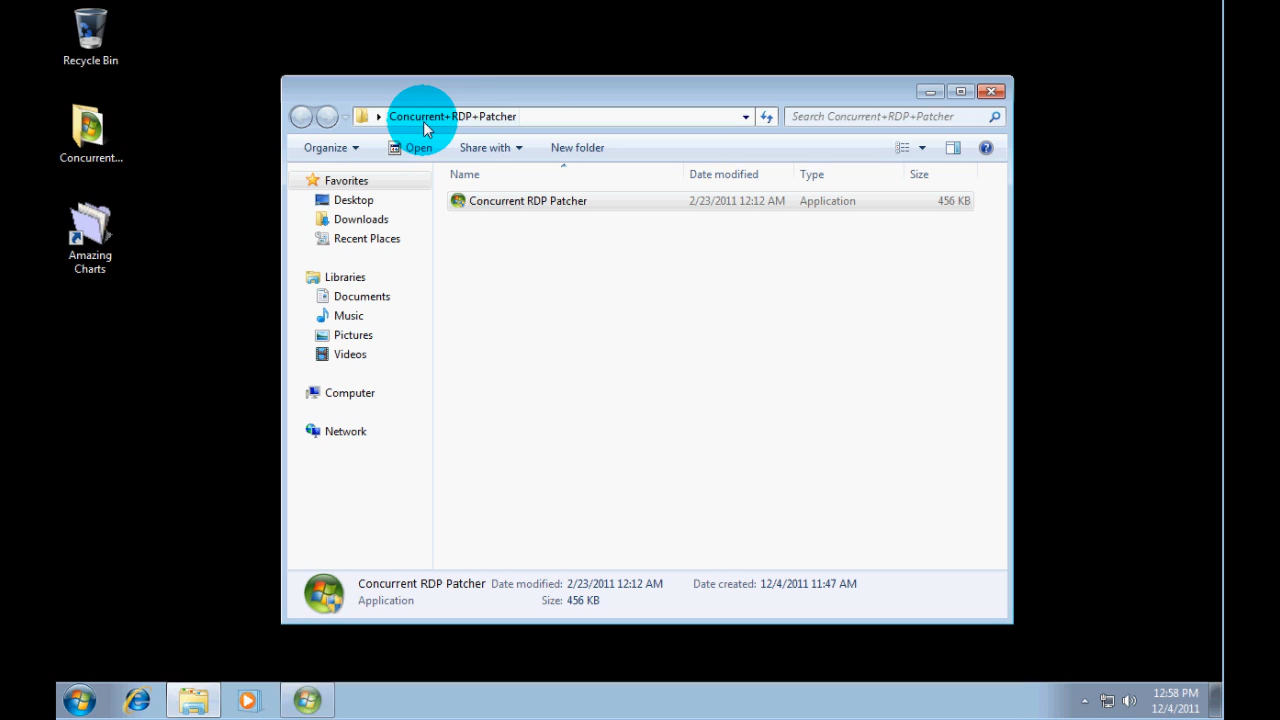 Recycle Bin
Concurrent...
Amazing
Charts
Concurrent+RDP+Patcher
Search Concurrent+RDP+Patcher
Organize
Open
Share with
New folder
Name
Date modified
Type
Size
Favorites
Desktop
Downloads
Recent Places
Libraries
Documents
Music
Pictures
Videos
Computer
Network
Concurrent RDP Patcher
2/23/2011 12:12 AM
Application
456 KB
Concurrent RDP Patcher Date modified: 2/23/2011 12:12 AM Date created: 12/4/2011 11:47 AM
Application Size: 456 KB
12:58 PM
12/4/2011